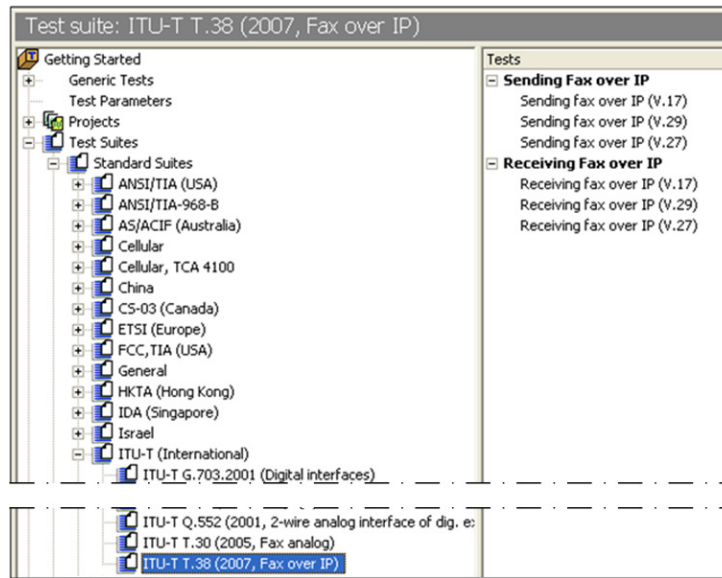 Test suite: ITU-T T.38 (2007, Fax over IP)
Getting Started
Generic Tests
Test Parameters
Projects
Test Suites
Standard Suites
ANSI/TIA (USA)
ANSI/TIA-968-B
AS/ACIF (Australia)
Cellular
Cellular, TCA 4100
China
CS-03 (Canada)
ETSI (Europe)
FCC,TIA (USA)
General
HKTA (Hong Kong)
IDA (Singapore)
Israel
ITU-T (International)
ITU-T G.703.2001 (Digital interfaces)
ITU-T Q.552 (2001, 2-wire analog interface of dig. e
ITU-T T.30 (2005, Fax analog)
ITU-T T.38 (2007, Fax over IP)
Tests
Sending Fax over IP
Sending fax over IP (V.17)
Sending fax over IP (V.29)
Sending fax over IP (V.27)
Receiving Fax over IP
Receiving fax over IP (V.17)
Receiving fax over IP (V.29)
Receiving fax over IP (V.27)